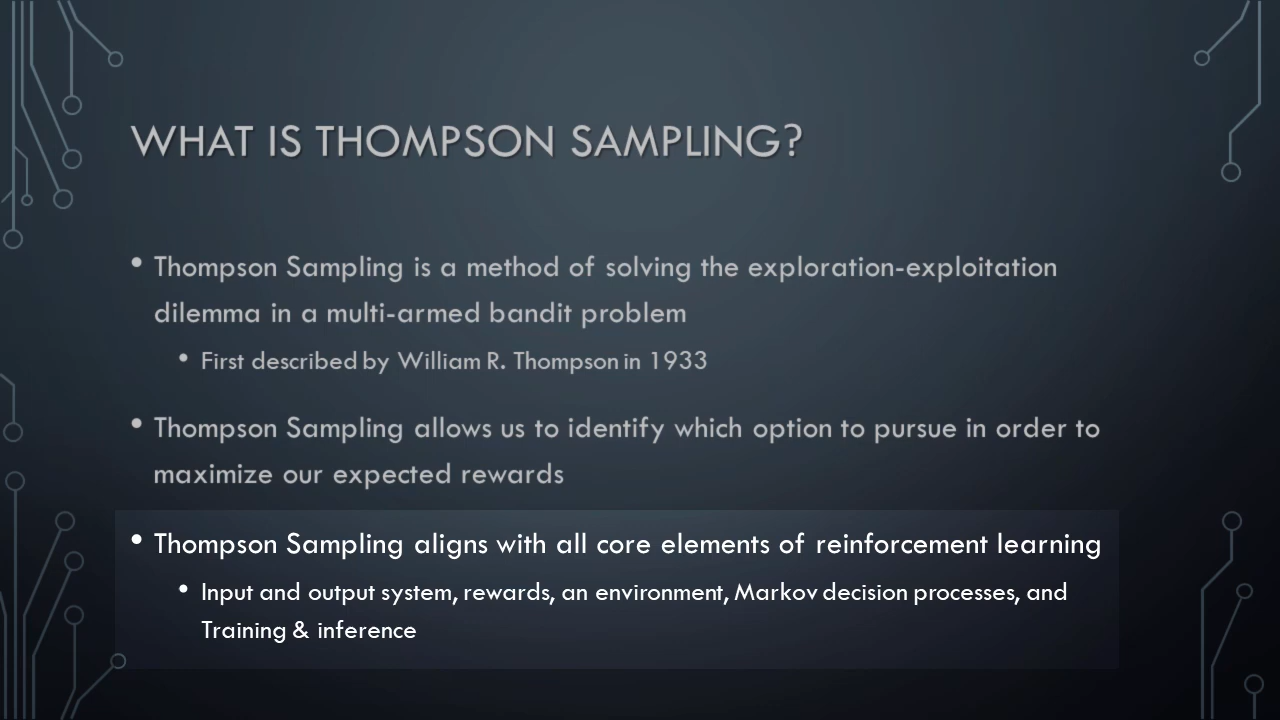 WHAT IS THOMPSON SAMPLING?
• Thompson Sampling is a method of solving the exploration-exploitation
dilemma in a multi-armed bandit problem
• First described by William R. Thompson in 1933
• Thompson Sampling allows us to identify which option to pursue in order to
maximize our expected rewards
• Thompson Sampling aligns with all core elements of reinforcement learning
• Input and output system, rewards, an environment, Markov decision processes, and
Training & inference